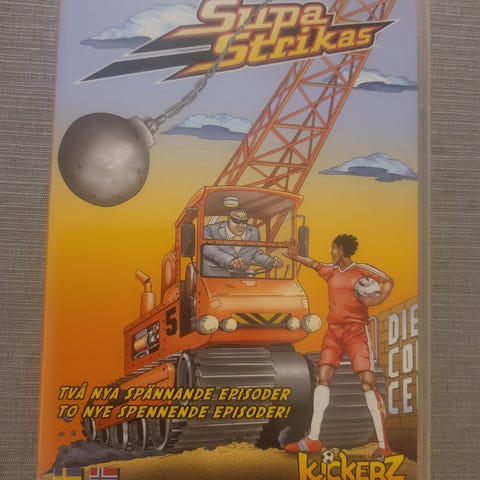 Supa
Strikas
5
DIE
CO
CE
TVÅ NYA SPÄNNANDE EPISODER
TO NYE SPENNENDE EPISODER!
KICKERZ